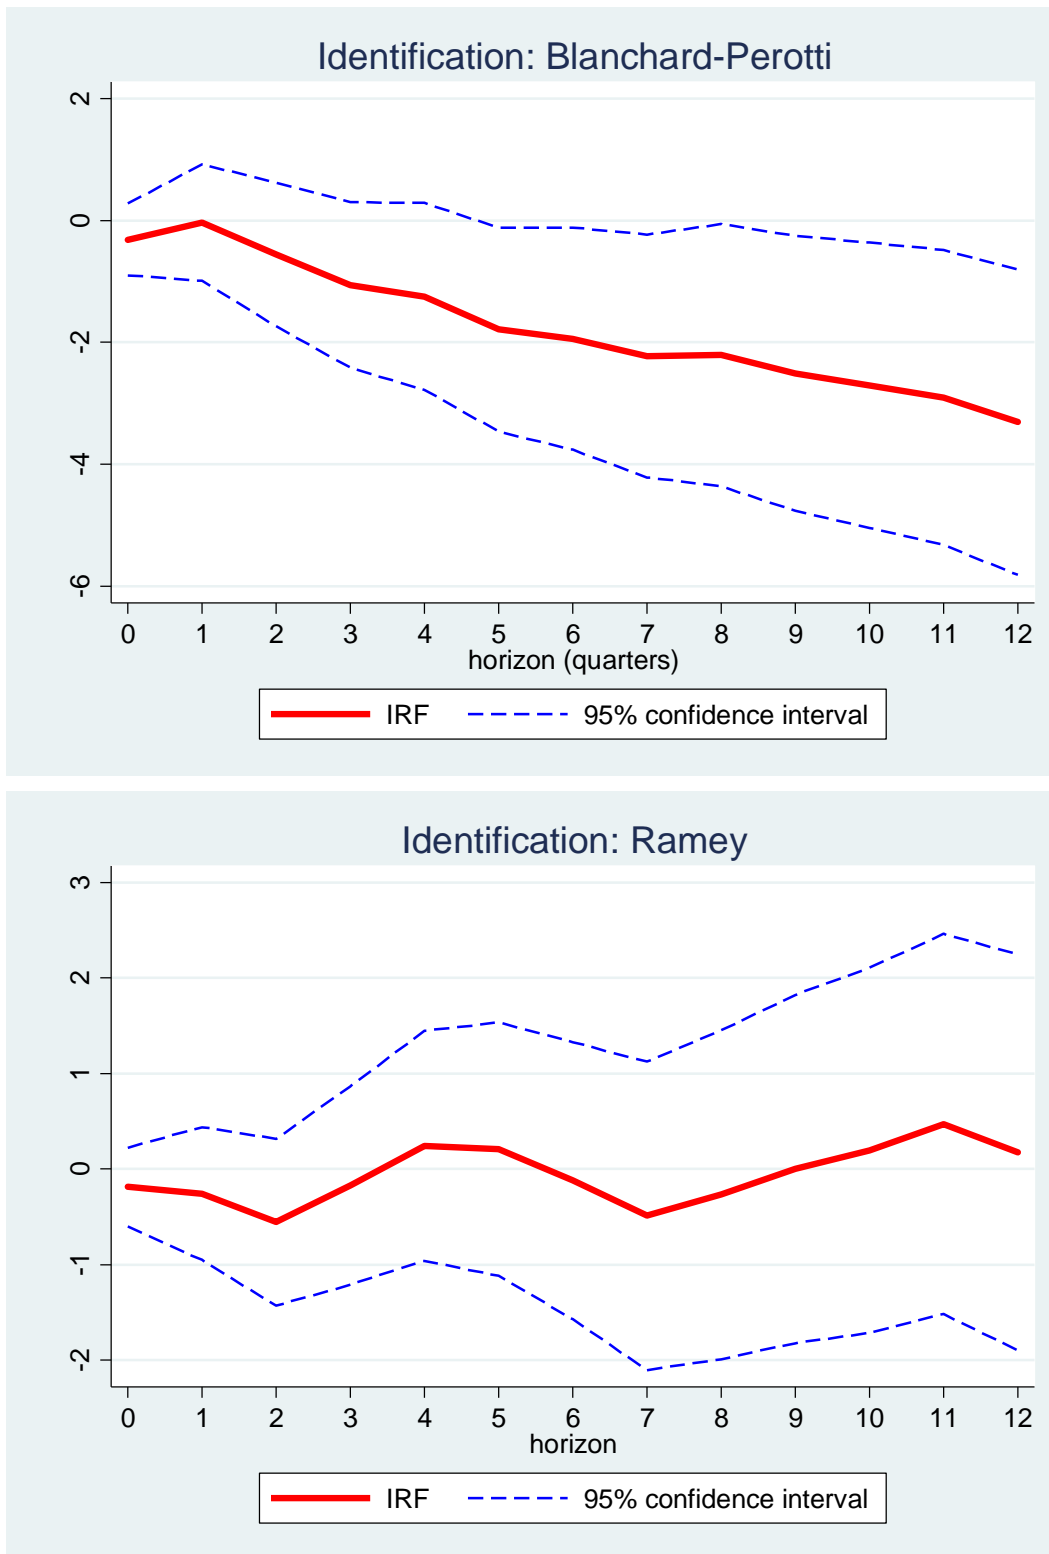 Identification: Blanchard-Perotti
2
0
-2
-4
-6
0 1 2 3 4 5 6 7 8 9 10 11 12
horizon (quarters)
IRF 95% confidence interval
Identification: Ramey
3
2
1
0
-1
-2
0 1 2 3 4 5 6 7 8 9 10 11 12
horizon
IRF 95% confidence interval